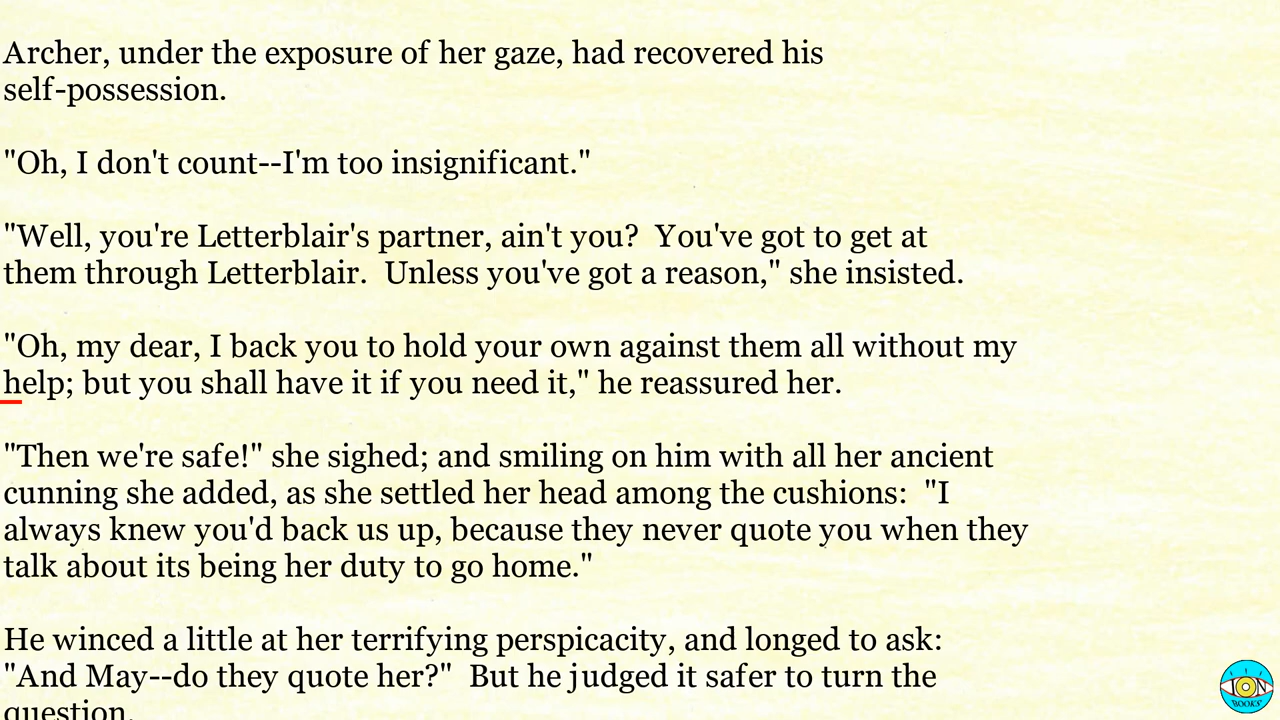 Archer, under the exposure of her gaze, had recovered his
self-possession.
"Oh, I don't count--I'm too insignificant."
"Well, you're Letterblair's partner, ain't you?  You've got to get at
them through Letterblair.  Unless you've got a reason," she insisted.
"Oh, my dear, I back you to hold your own against them all without my
help; but you shall have it if you need it," he reassured her.
"Then we're safe!" she sighed; and smiling on him with all her ancient
cunning she added, as she settled her head among the cushions:  "I
always knew you'd back us up, because they never quote you when they
talk about its being her duty to go home."
He winced a little at her terrifying perspicacity, and longed to ask:
"And May--do they quote her?"  But he judged it safer to turn the
question.
ION
BOOKS